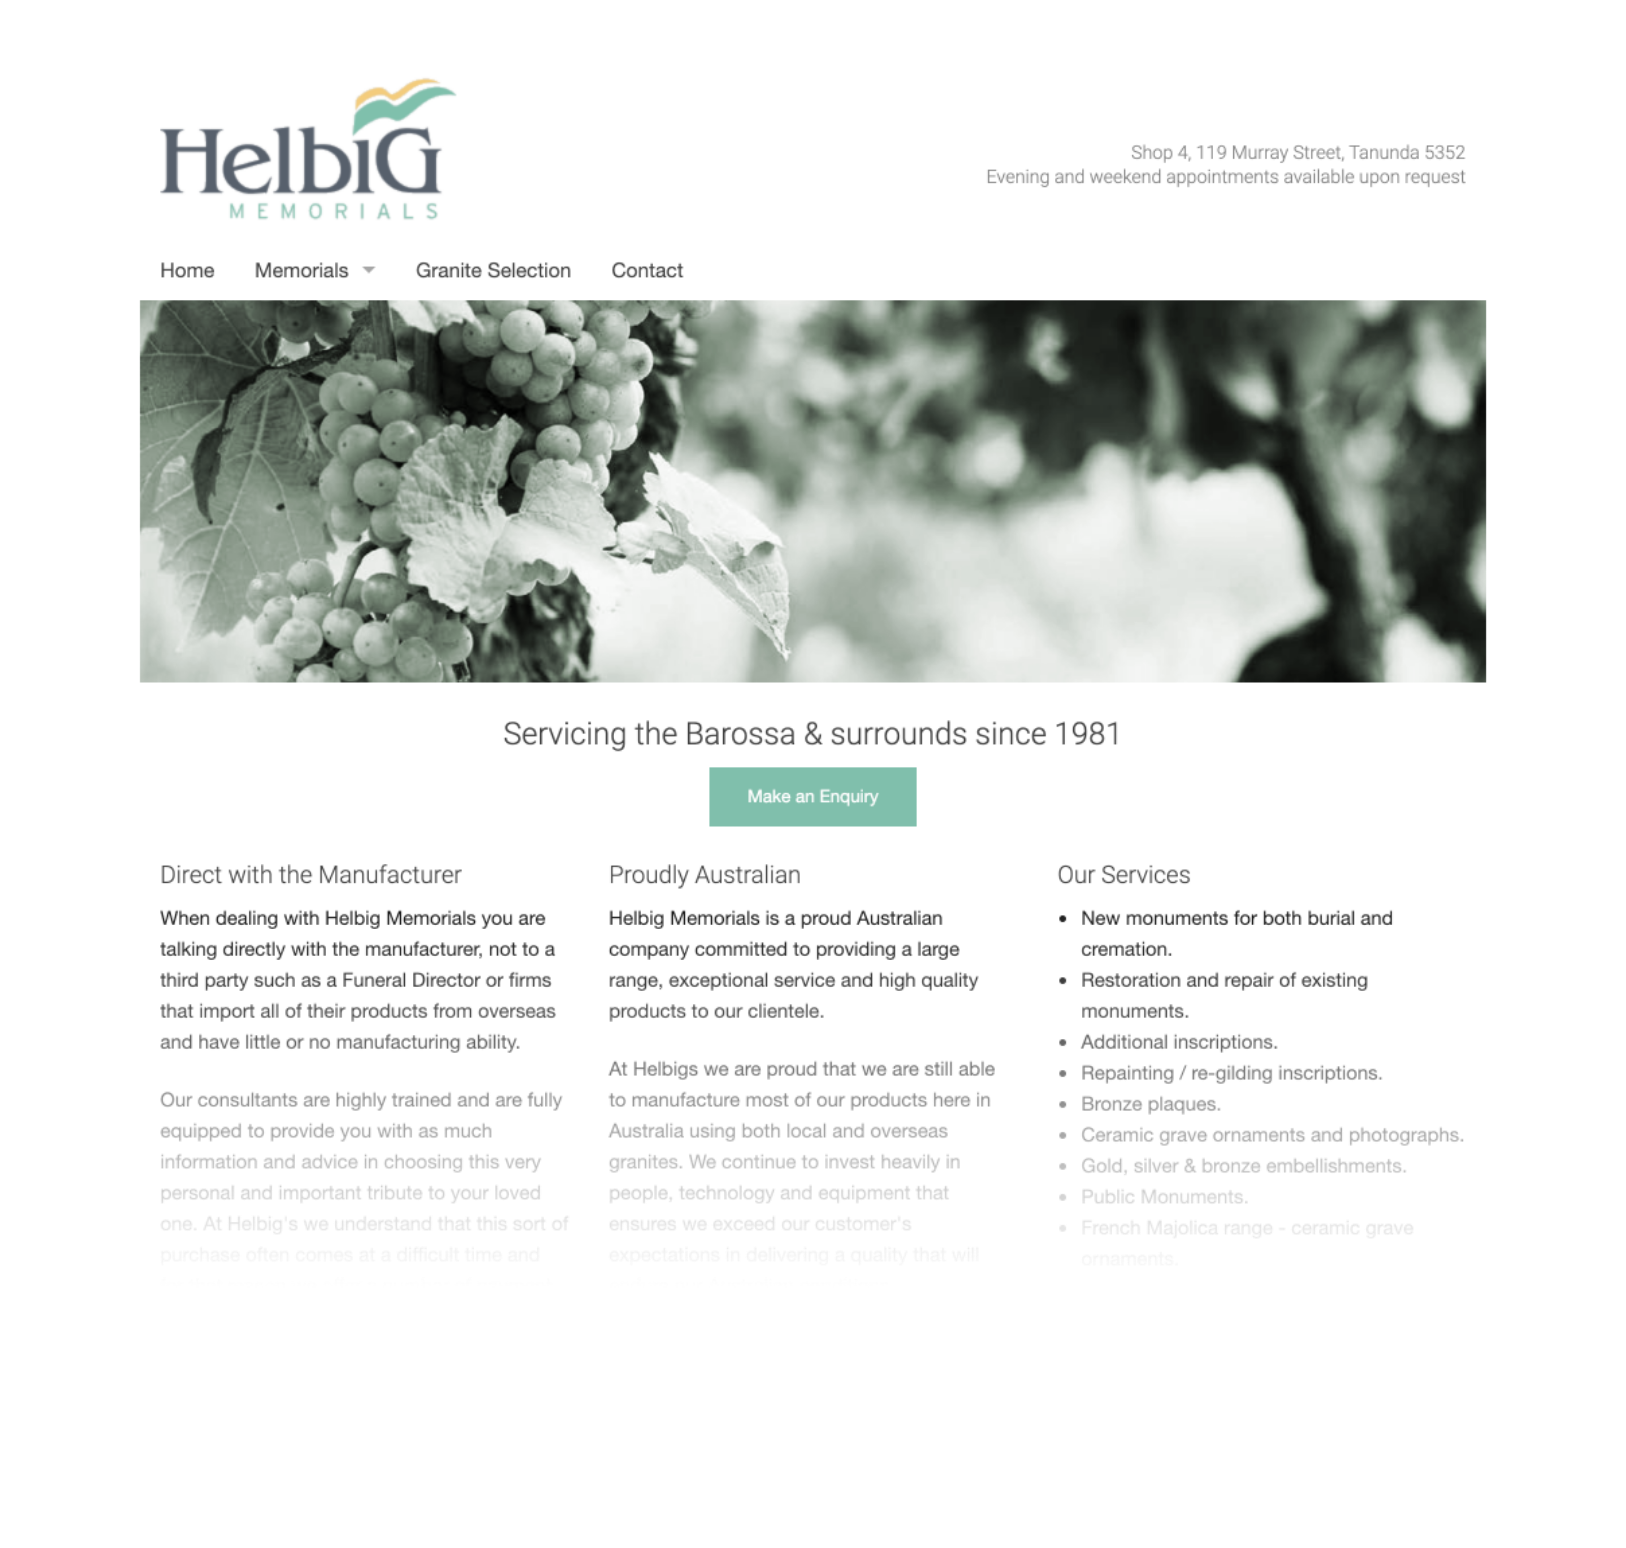 HelbiG
MEMORIALS
Shop 4, 119 Murray Street, Tanunda 5352
Evening and weekend appointments available upon request
Home Memorials Granite Selection Contact
Servicing the Barossa & surrounds since 1981
Make an Enquiry
Direct with the Manufacturer
When dealing with Helbig Memorials you are
talking directly with the manufacturer, not to a
third party such as a Funeral Director or firms
that import all of their products from overseas
and have little or no manufacturing ability.
Our consultants are highly trained and are fully
equipped to provide you with as much
information and advice in choosing this very
personal and important tribute to your loved
one. At Helbig's we understand that this sort of
purchase often comes at a difficult time and
Proudly Australian
Helbig Memorials is a proud Australian
company committed to providing a large
range, exceptional service and high quality
products to our clientele.
At Helbigs we are proud that we are still able
to manufacture most of our products here in
Australia using both local and overseas
granites. We continue to invest heavily in
people, technology and equipment that
ensures we exceed our customer's
expectations in delivering a quality that will
Our Services
• New monuments for both burial and
cremation.
• Restoration and repair of existing
monuments.
• Additional inscriptions.
• Repainting / re-gilding inscriptions.
• Bronze plaques.
• Ceramic grave ornaments and photographs.
• Gold, silver & bronze embellishments.
• Public Monuments.
• French Majolica range - ceramic grave
ornaments.